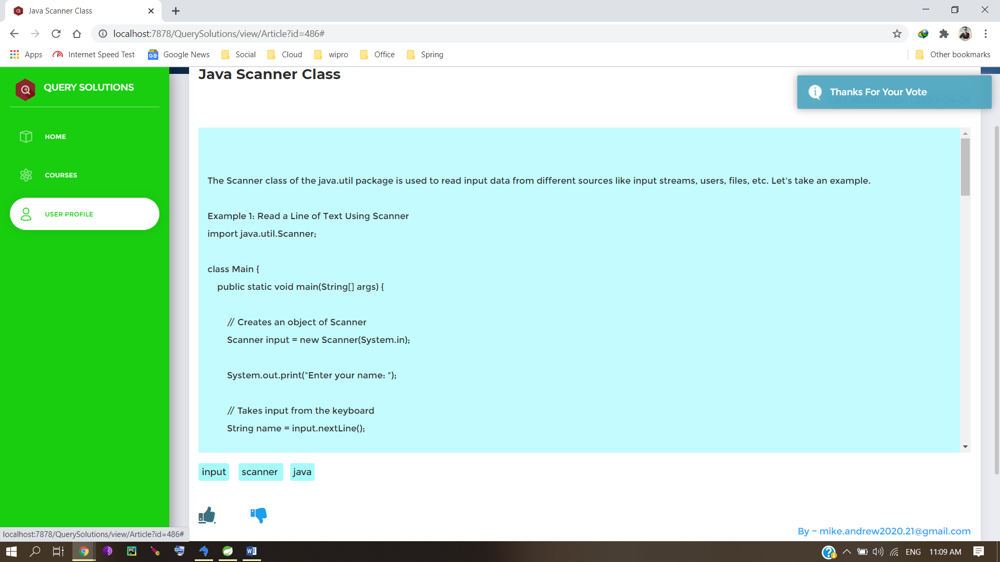 Java Scanner Class
localhost:7878/QuerySolutions/view/Article?id=486#
Apps
Internet Speed Test
Google News
Social
Cloud
wipro
Office
Spring
Other bookmarks
QUERY SOLUTIONS
HOME
COURSES
USER PROFILE
Java Scanner Class
Thanks For Your Vote
Last Modified On : 2020-06-06
The Scanner class of the java.util package is used to read input data from different sources like input streams, users, files, etc. Let's take an example.
Example 1: Read a Line of Text Using Scanner
import java.util.Scanner;
class Main {
public static void main(String[] args) {
// Creates an object of Scanner
Scanner input = new Scanner(System.in);
System.out.print("Enter your name: ");
// Takes input from the keyboard
String name = input.nextLine();
input
scanner
java
By ~ mike.andrew2020.21@gmail.com
localhost:7878/QuerySolutions/view/Article?id=486#
ENG
11:09 AM